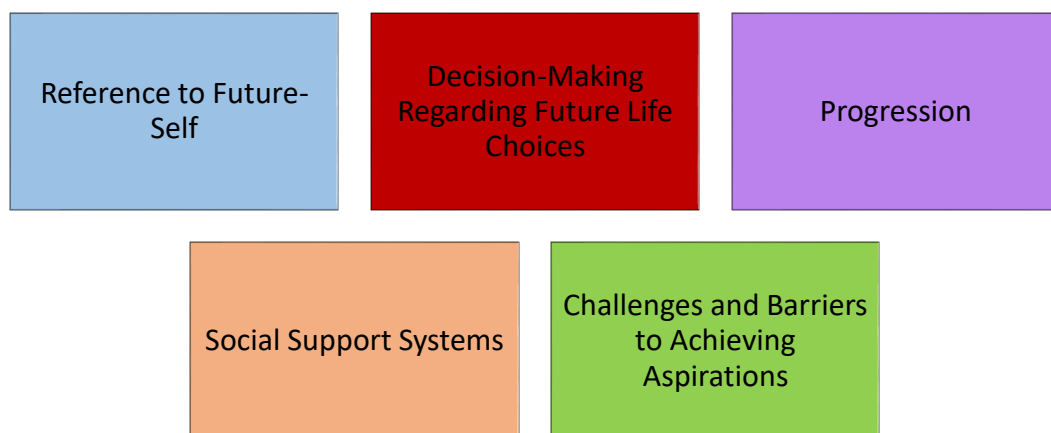 Reference to Future-
Self
Decision-Making
Regarding Future Life
Choices
Progression
Social Support Systems
Challenges and Barriers
to Achieving
Aspirations